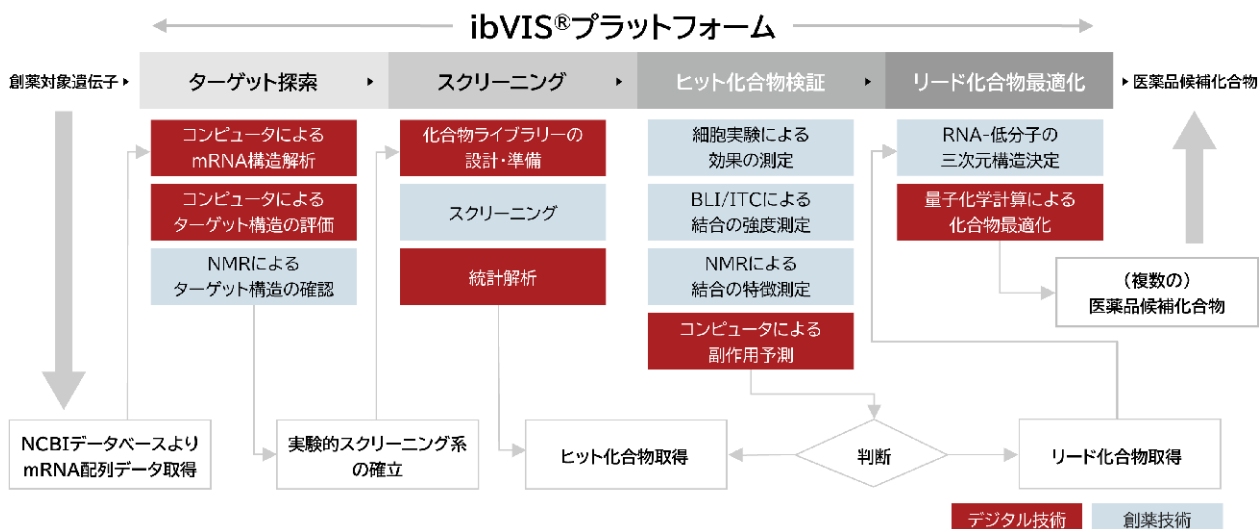 ibVIS®プラットフォーム
創薬対象遺伝子
ターゲット探索
スクリーニング
ヒット化合物検証
リード化合物最適化
医薬品候補化合物
コンピュータによる
mRNA構造解析
コンピュータによる
ターゲット構造の評価
NMRによる
ターゲット構造の確認
化合物ライブラリーの
設計・準備
スクリーニング
統計解析
細胞実験による
効果の測定
BLI/ITCによる
結合の強度測定
NMRによる
結合の特徴測定
コンピュータによる
副作用予測
RNA-低分子の
三次元構造決定
量子化学計算による
化合物最適化
(複数の)
医薬品候補化合物
NCBIデータベースより
mRNA配列データ取得
実験的スクリーニング系
の確立
ヒット化合物取得
判断
リード化合物取得
デジタル技術
創薬技術